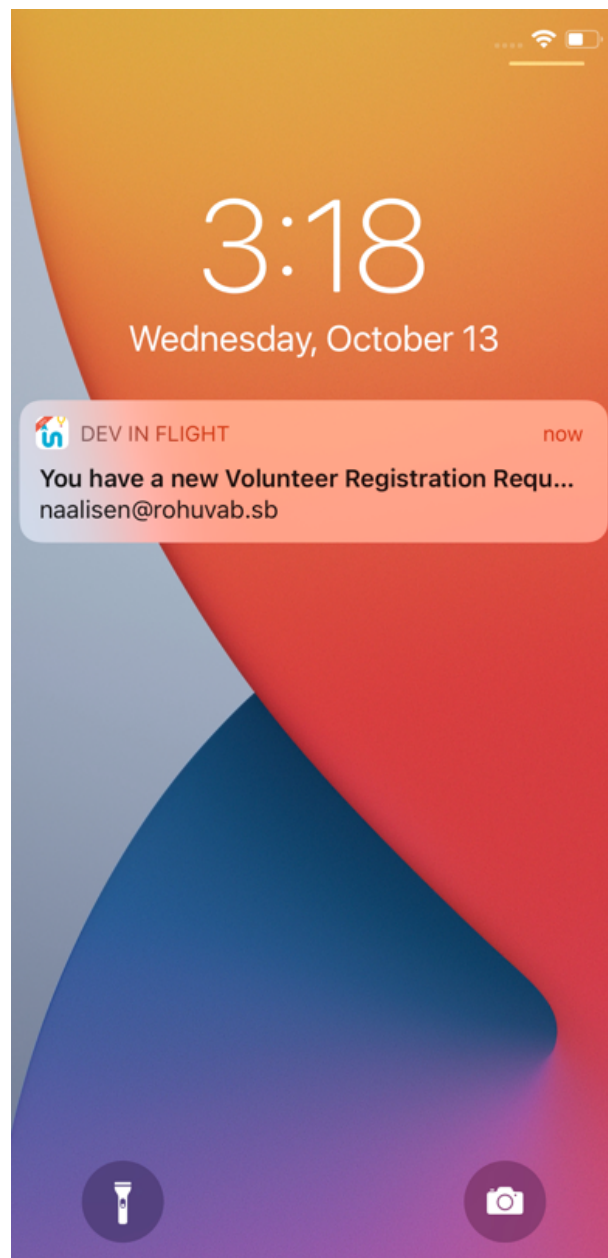 3:18
Wednesday, October 13
DEV IN FLIGHT now
You have a new Volunteer Registration Requ...
naalisen@rohuvab.sb